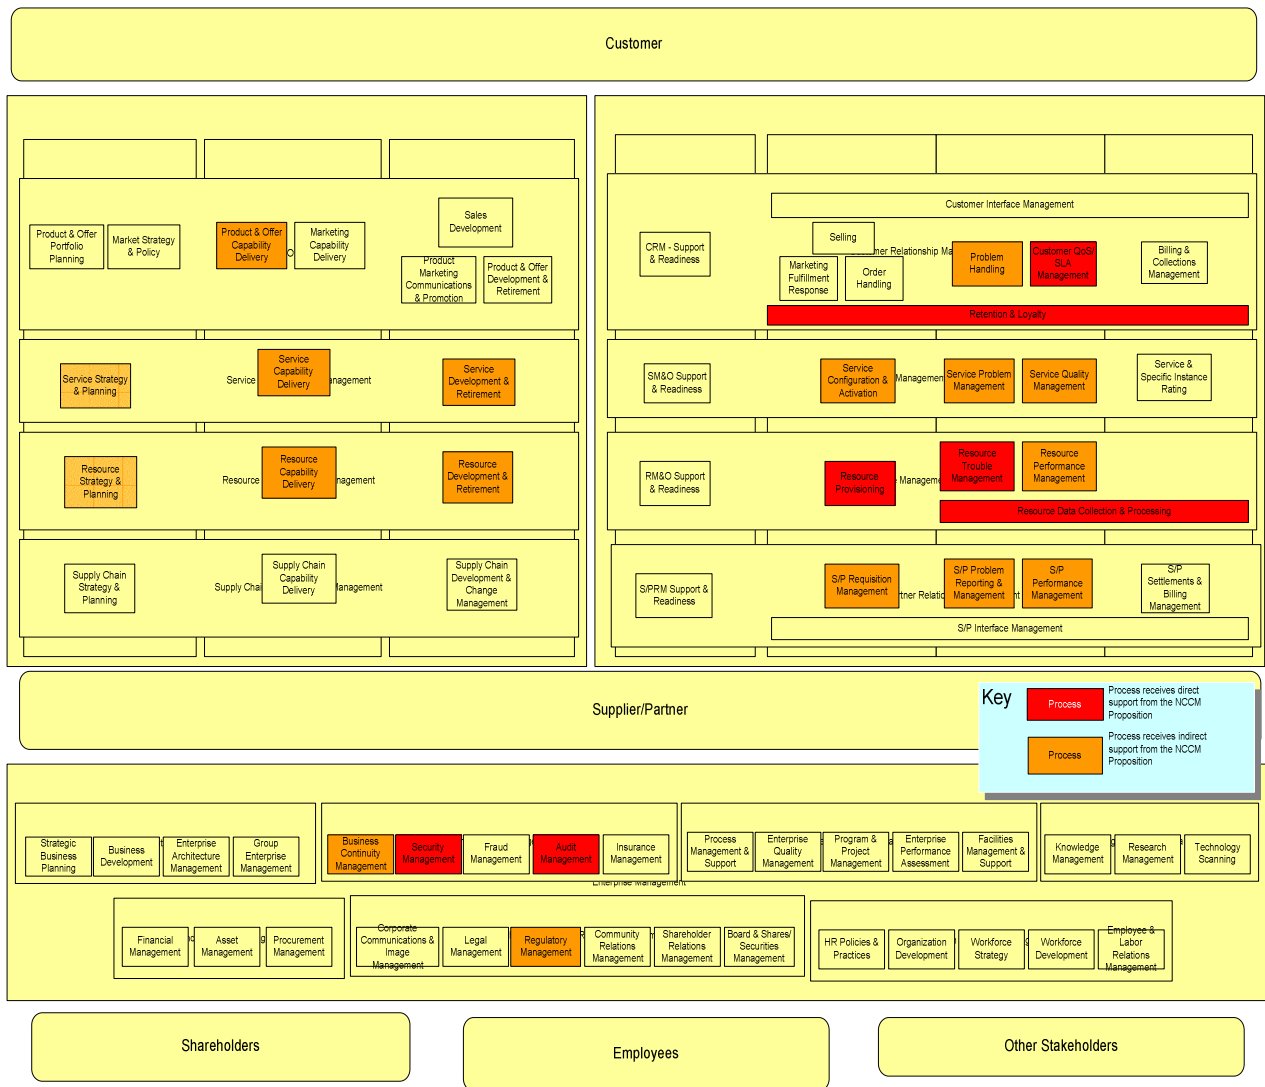 Customer
Product & Offer
Portfolio
Planning
Market Strategy
& Policy
Product & Offer
Capability
Delivery
Marketing
Capability
Delivery
Sales
Development
Product
Marketing
Communications
& Promotion
Product & Offer
Development &
Retirement
Service Strategy
& Planning
Service
Capability
Delivery
Service
Development &
Retirement
Service
Resource
Strategy &
Planning
Resource
Capability
Delivery
Resource
Development &
Retirement
Resource
Supply Chain
Strategy &
Planning
Supply Chain
Capability
Delivery
Supply Chain
Development &
Change
Management
Supply Chai
Customer Interface Management
CRM - Support
& Readiness
Selling
Marketing
Fulfillment
Response
Order
Handling
Relationship
Problem
Handling
Customer QoS/
SLA
Management
Billing &
Collections
Management
Retention & Loyalty
SM&O Support
& Readiness
Service
Configuration &
Activation
Service Problem
Management
Service Quality
Management
Service &
Specific Instance
Rating
RM&O Support
& Readiness
Resource
Provisioning
Resource
Trouble
Management
Resource
Performance
Management
Resource Data Collection & Processing
S/PRM Support &
Readiness
S/P Requisition
Management
S/P Problem
Reporting &
Management
S/P
Performance
Management
S/P
Settlements &
Billing
Management
S/P Interface Management
Supplier/Partner
Key
Process
Process receives direct
support from the NCCM
Proposition
Process
Process receives indirect
support from the NCCM
Proposition
Strategic
Business
Planning
Business
Development
Enterprise
Architecture
Management
Group
Enterprise
Management
Business
Continuity
Management
Security
Management
Fraud
Management
Audit
Management
Insurance
Management
Process
Management &
Support
Enterprise
Quality
Management
Program &
Project
Management
Enterprise
Performance
Assessment
Facilities
Management &
Support
Knowledge
Management
Research
Management
Technology
Scanning
Enterprise Management
Financial
Management
Asset
Management
Procurement
Management
Corporate
Communications &
Image
Management
Legal
Management
Regulatory
Management
Community
Relations
Management
Shareholder
Relations
Management
Board & Shares/
Securities
Management
HR Policies &
Practices
Organization
Development
Workforce
Strategy
Workforce
Development
Employee &
Labor
Relations
Management
Shareholders
Employees
Other Stakeholders